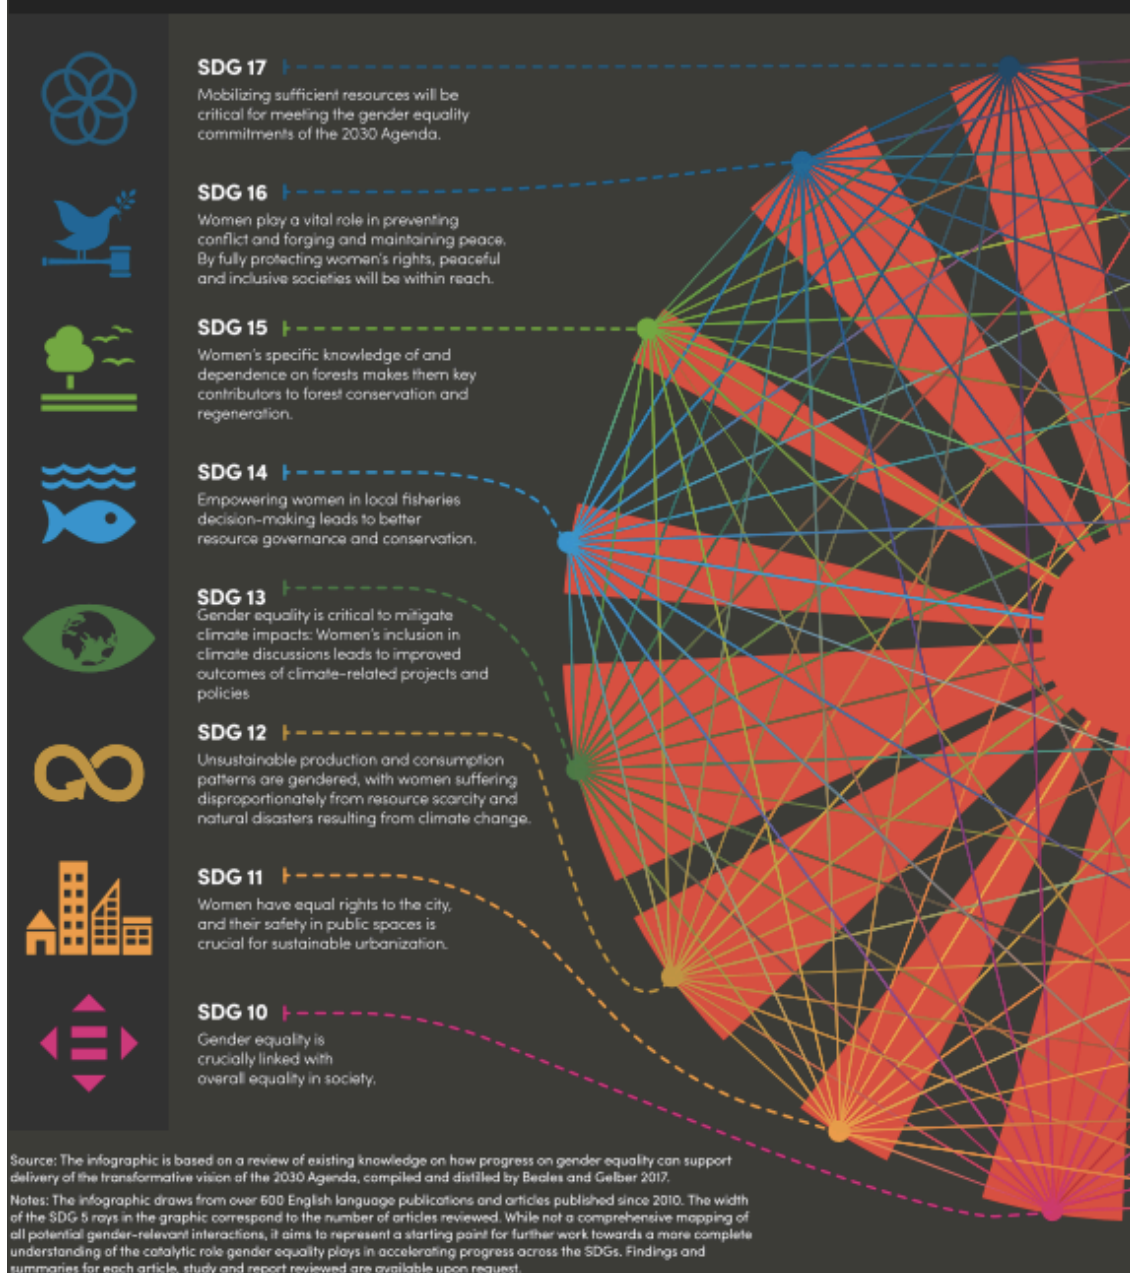 SDG 17
Mobilizing sufficient resources will be
critical for meeting the gender equality
commitments of the 2030 Agenda.
SDG 16
Women play a vital role in preventing
conflict and forging and maintaining peace.
By fully protecting women's rights, peaceful
and inclusive societies will be within reach.
SDG 15
Women's specific knowledge of and
dependence on forests makes them key
contributors to forest conservation and
regeneration.
SDG 14
Empowering women in local fisheries
decision-making leads to better
resource governance and conservation.
SDG 13
Gender equality is critical to mitigate
climate impacts: Women's inclusion in
climate discussions leads to improved
outcomes of climate-related projects and
policies
SDG 12
Unsustainable production and consumption
patterns are gendered, with women suffering
disproportionately from resource scarcity and
natural disasters resulting from climate change.
SDG 11
Women have equal rights to the city,
and their safety in public spaces is
crucial for sustainable urbanization.
SDG 10
Gender equality is
crucially linked with
overall equality in society.
Source: The infographic is based on a review of existing knowledge on how progress on gender equality can support
delivery of the transformative vision of the 2030 Agenda, compiled and distilled by Beales and Gelber 2017.
Notes: The infographic draws from over 600 English language publications and articles published since 2010. The width
of the SDG 5 rays in the graphic correspond to the number of articles reviewed. While not a comprehensive mapping of
all potential gender-relevant interactions, it aims to represent a starting point for further work towards a more complete
understanding of the catalytic role gender equality plays in accelerating progress across the SDGs. Findings and
summaries for each article, study and report reviewed are available upon request.